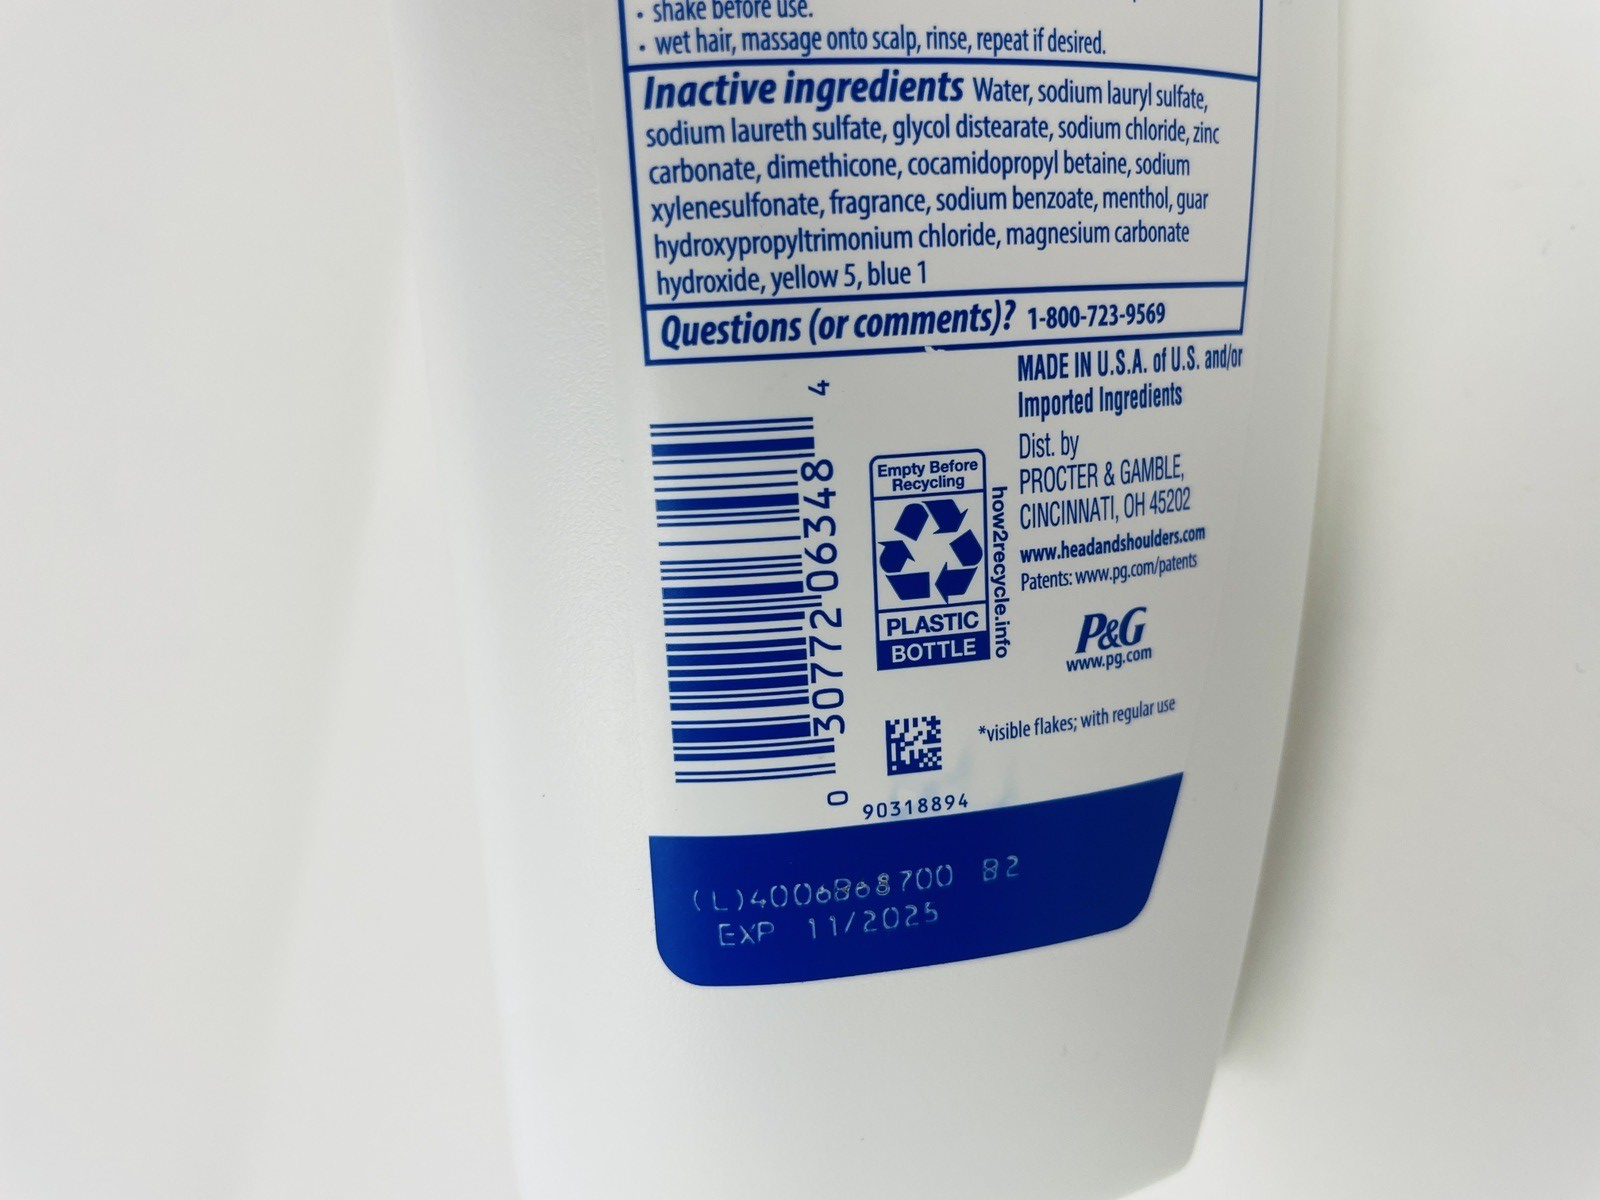 • shake before use.
• wet hair, massage onto scalp, rinse, repeat if desired.
Inactive ingredients Water, sodium lauryl sulfate,
sodium laureth sulfate, glycol distearate, sodium chloride, zinc
carbonate, dimethicone, cocamidopropyl betaine, sodium
xylenesulfonate, fragrance, sodium benzoate, menthol, guar
hydroxypropyltrimonium chloride, magnesium carbonate
hydroxide, yellow 5, blue 1
Questions (or comments)? 1-800-723-9569
MADE IN U.S.A. of U.S. and/or
Imported Ingredients
Dist. by
PROCTER & GAMBLE,
CINCINNATI, OH 45202
www.headandshoulders.com
Patents: www.pg.com/patents
P&G
www.pg.com
*visible flakes; with regular use
Empty Before
Recycling
PLASTIC
BOTTLE
how2recycle.info
0 30772 06348 4
90318894
B2
EXP 11/2025